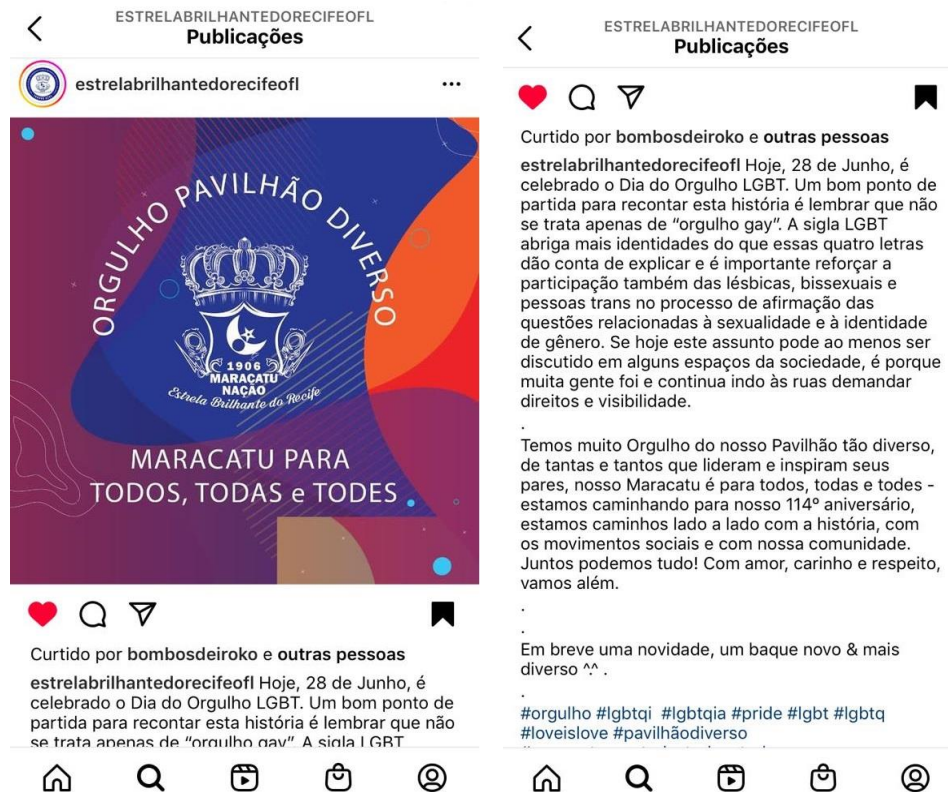 ESTRELABRILHANTEDORECIFEOFL
Publicações
estrelabrilhantedorecifeofl
ORGULHO PAVILHÃO DIVERSO
1906
MARACATU
NAÇÃO
Estrela Brilhante do Recife
MARACATU PARA
TODOS, TODAS e TODES
Curtido por bombosdeiroko e outras pessoas
estrelabrilhantedorecifeofl Hoje, 28 de Junho, é
celebrado o Dia do Orgulho LGBT. Um bom ponto de
partida para recontar esta história é lembrar que não
se trata apenas de “orgulho gay”. A sigla LGBT
ESTRELABRILHANTEDORECIFEOFL
Publicações
Curtido por bombosdeiroko e outras pessoas
estrelabrilhantedorecifeofl Hoje, 28 de Junho, é
celebrado o Dia do Orgulho LGBT. Um bom ponto de
partida para recontar esta história é lembrar que não
se trata apenas de “orgulho gay”. A sigla LGBT
abriga mais identidades do que essas quatro letras
dão conta de explicar e é importante reforçar a
participação também das lésbicas, bissexuais e
pessoas trans no processo de afirmação das
questões relacionadas à sexualidade e à identidade
de gênero. Se hoje este assunto pode ao menos ser
discutido em alguns espaços da sociedade, é porque
muita gente foi e continua indo às ruas demandar
direitos e visibilidade.
.
Temos muito Orgulho do nosso Pavilhão tão diverso,
de tantas e tantos que lideram e inspiram seus
pares, nosso Maracatu é para todos, todas e todes -
estamos caminhando para nosso 114º aniversário,
estamos caminhos lado a lado com a história, com
os movimentos sociais e com nossa comunidade.
Juntos podemos tudo! Com amor, carinho e respeito,
vamos além.
.
.
Em breve uma novidade, um baque novo & mais
diverso ^^ .
.
#orgulho #lgbtqi #lgbtqia #pride #lgbt #lgbtq
#loveislove #pavilhãodiverso